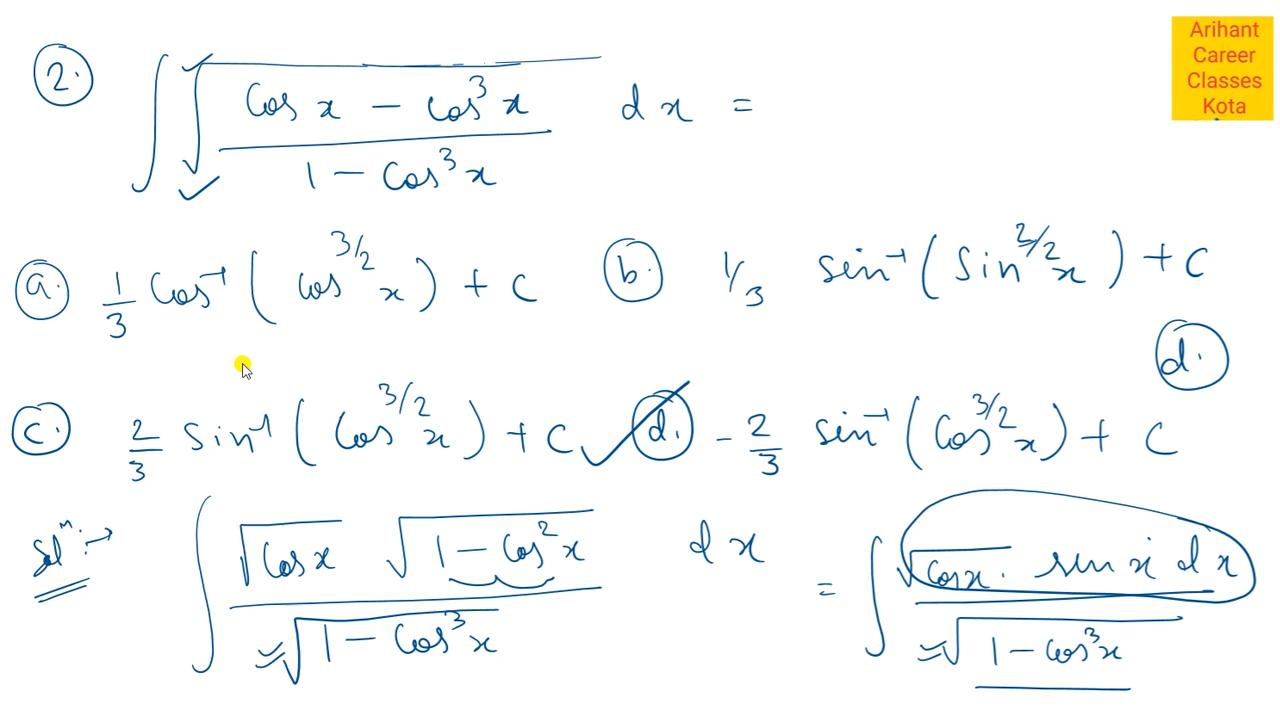 Arihant
Career
Classes
Kota
2. ∫ √((Cos x − Cos³x)/(1 − Cos³x)) dx =
a. 1/3 Cos⁻¹(Cos^(3/2) x) + C b. 1/3 Sin⁻¹(Sin^(2/2) x) + C
d.
c. 2/3 Sin⁻¹(Cos^(3/2) x) + C ✓ d. −2/3 Sin⁻¹(Cos^(3/2) x) + C
Solⁿ :→ ∫ (√Cos x √(1 − Cos²x))/√(1 − Cos³x) dx = ∫ (√Cos x · Sin x dx)/√(1 − Cos³x)